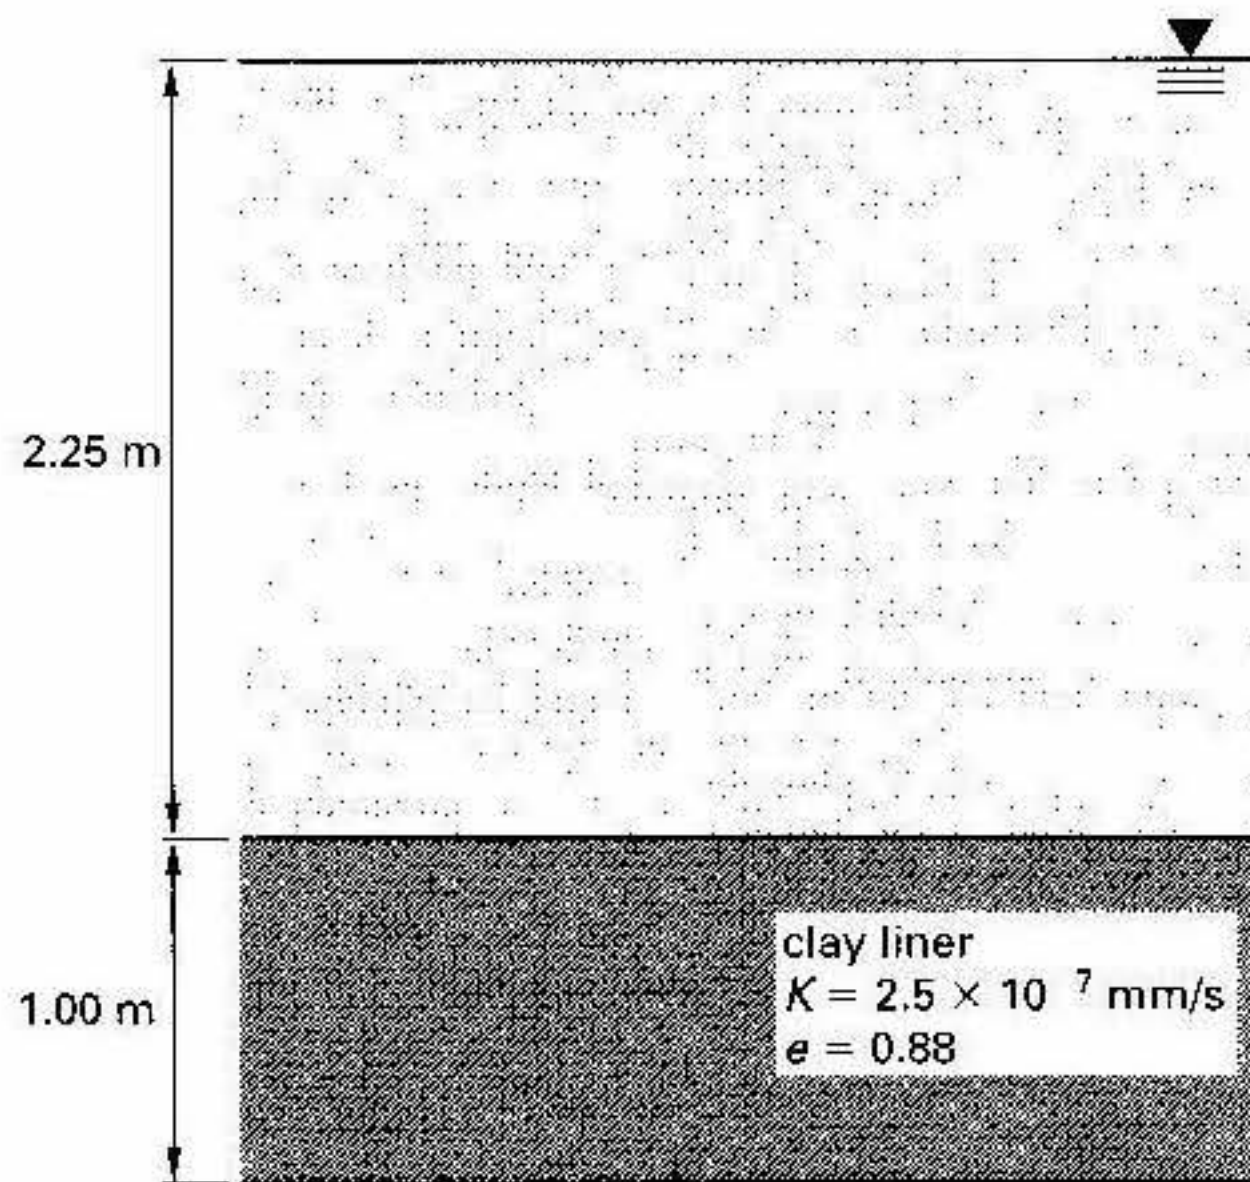 2.25 m
1.00 m
clay liner
K = 2.5 × 10⁻⁷ mm/s
e = 0.88